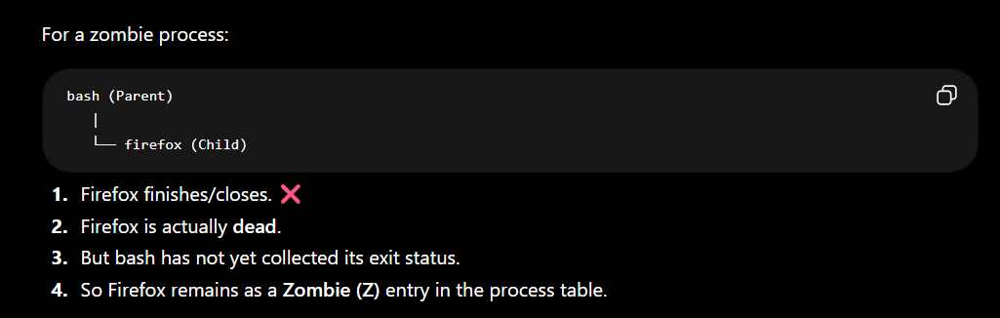 For a zombie process:
bash (Parent)
|
└── firefox (Child)
1. Firefox finishes/closes. ❌
2. Firefox is actually dead.
3. But bash has not yet collected its exit status.
4. So Firefox remains as a Zombie (Z) entry in the process table.